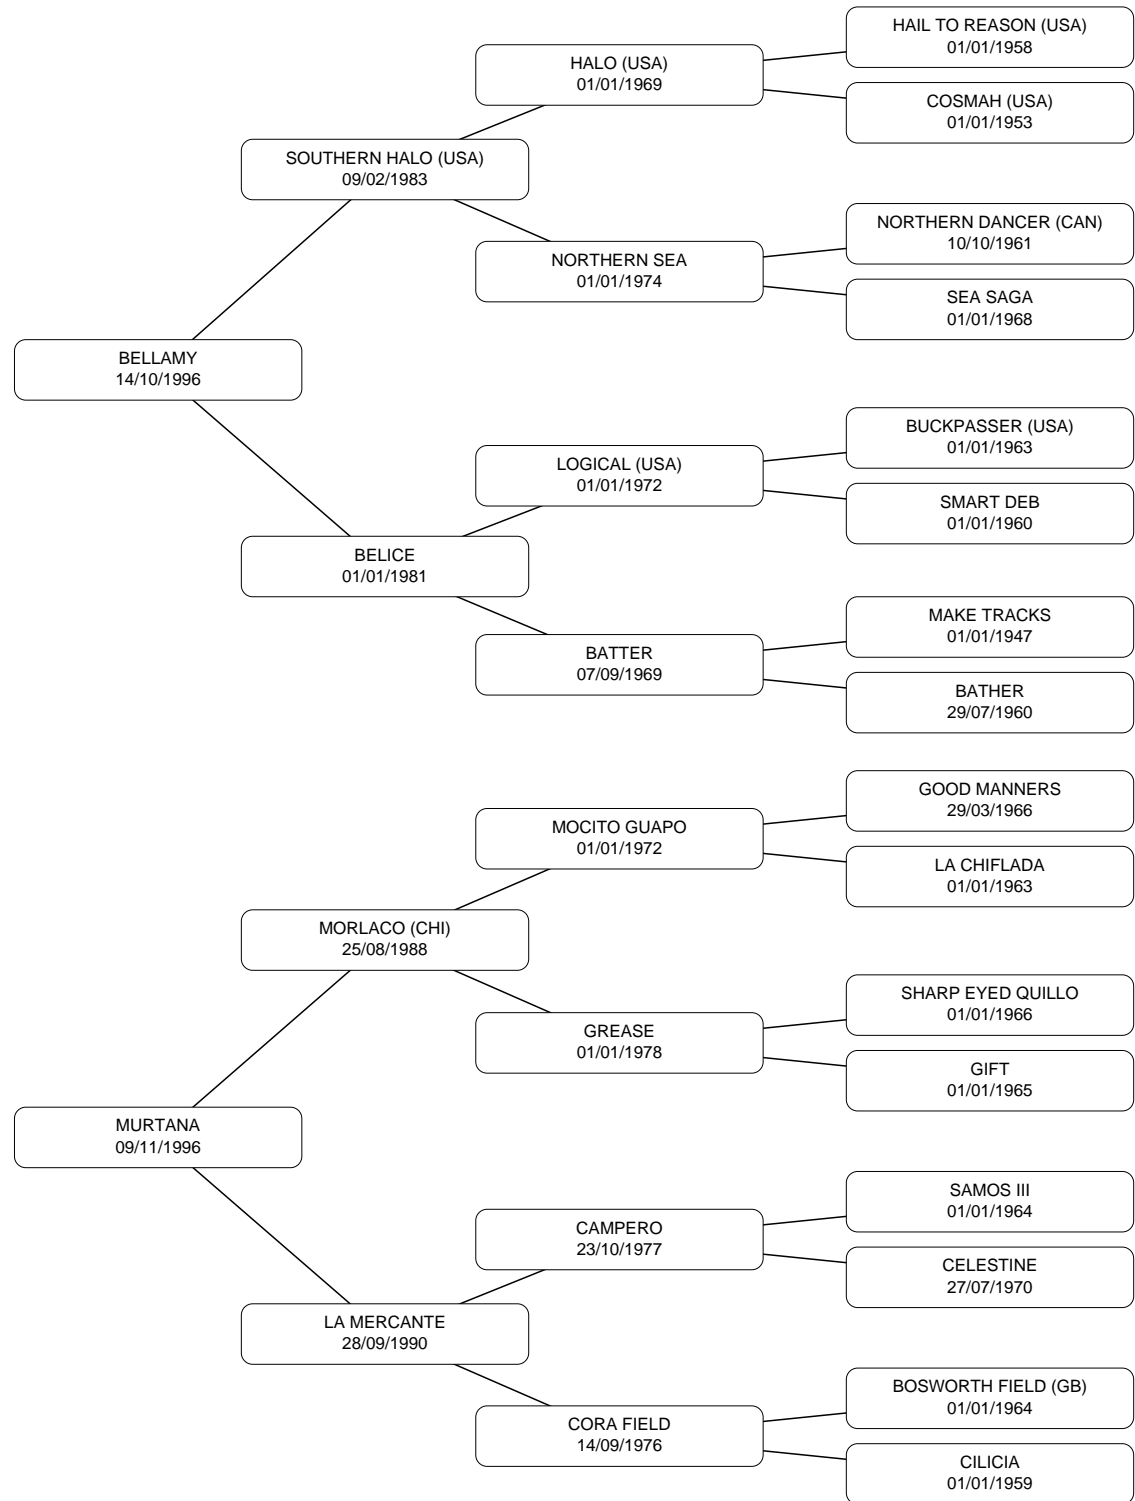 HAIL TO REASON (USA)
01/01/1958
HALO (USA)
01/01/1969
COSMAH (USA)
01/01/1953
SOUTHERN HALO (USA)
09/02/1983
NORTHERN DANCER (CAN)
10/10/1961
NORTHERN SEA
01/01/1974
SEA SAGA
01/01/1968
BELLAMY
14/10/1996
BUCKPASSER (USA)
01/01/1963
LOGICAL (USA)
01/01/1972
SMART DEB
01/01/1960
BELICE
01/01/1981
MAKE TRACKS
01/01/1947
BATTER
07/09/1969
BATHER
29/07/1960
GOOD MANNERS
29/03/1966
MOCITO GUAPO
01/01/1972
LA CHIFLADA
01/01/1963
MORLACO (CHI)
25/08/1988
SHARP EYED QUILLO
01/01/1966
GREASE
01/01/1978
GIFT
01/01/1965
MURTANA
09/11/1996
SAMOS III
01/01/1964
CAMPERO
23/10/1977
CELESTINE
27/07/1970
LA MERCANTE
28/09/1990
BOSWORTH FIELD (GB)
01/01/1964
CORA FIELD
14/09/1976
CILICIA
01/01/1959